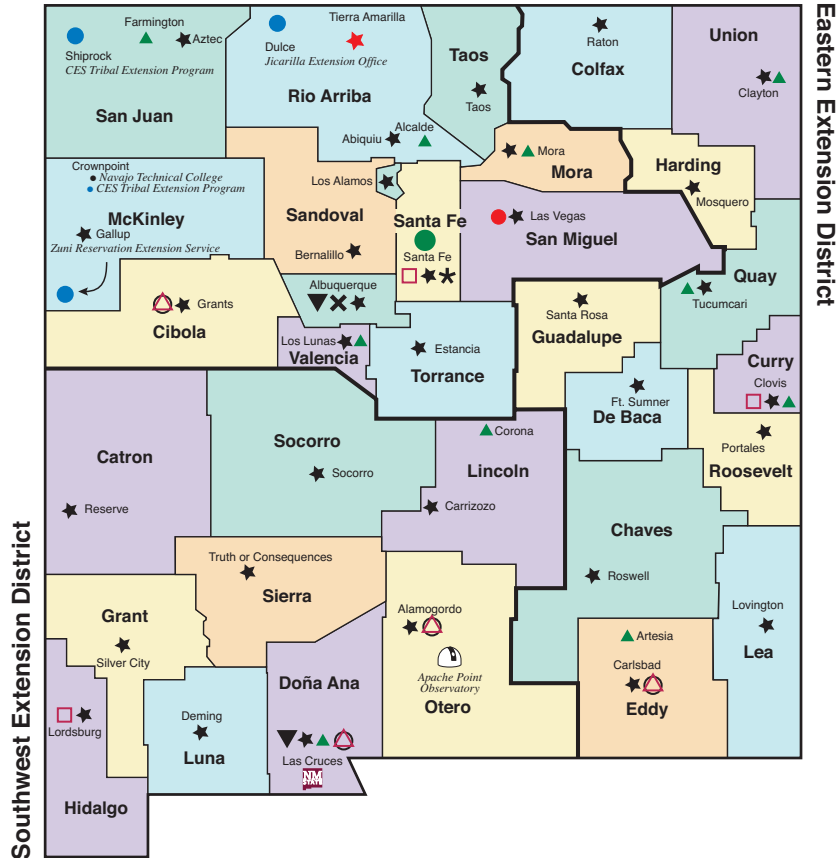 Farmington
Shiprock
Aztec
CES Tribal Extension Program
San Juan
Tierra Amarilla
Dulce
Jicarilla Extension Office
Rio Arriba
Abiquiu
Alcalde
Taos
Taos
Raton
Colfax
Union
Clayton
Eastern Extension District
Crownpoint
Navajo Technical College
CES Tribal Extension Program
McKinley
Gallup
Zuni Reservation Extension Service
Los Alamos
Sandoval
Bernalillo
Santa Fe
Santa Fe
Mora
Mora
Harding
Mosquero
Las Vegas
San Miguel
Quay
Tucumcari
Grants
Cibola
Albuquerque
Los Lunas
Valencia
Estancia
Torrance
Santa Rosa
Guadalupe
Curry
Clovis
Ft. Sumner
De Baca
Portales
Roosevelt
Catron
Reserve
Socorro
Socorro
Corona
Lincoln
Carrizozo
Chaves
Roswell
Southwest Extension District
Truth or Consequences
Sierra
Grant
Silver City
Alamogordo
Apache Point
Observatory
Otero
Artesia
Carlsbad
Eddy
Lovington
Lea
Lordsburg
Hidalgo
Deming
Luna
Doña Ana
Las Cruces
NM
STATE